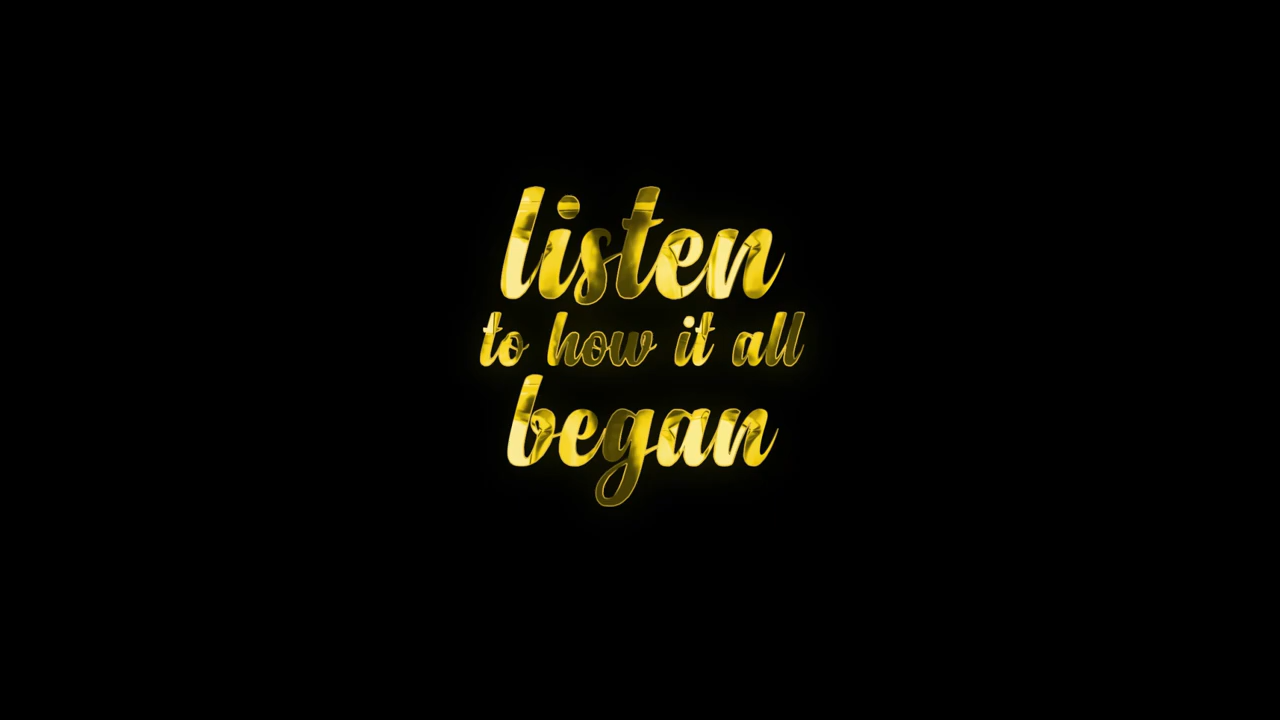 listen
to how it all
began